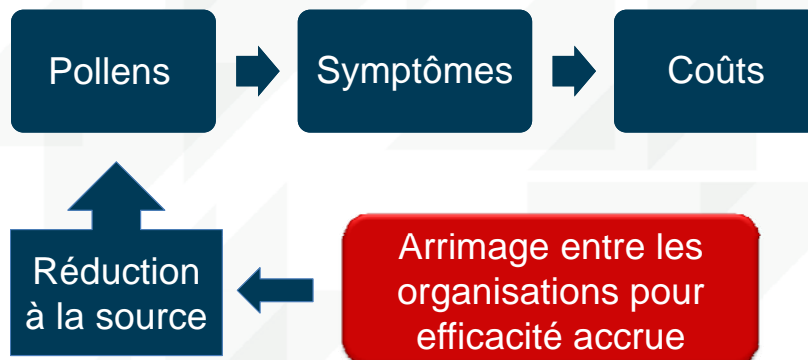 Pollens
Symptômes
Coûts
Réduction
à la source
Arrimage entre les
organisations pour
efficacité accrue